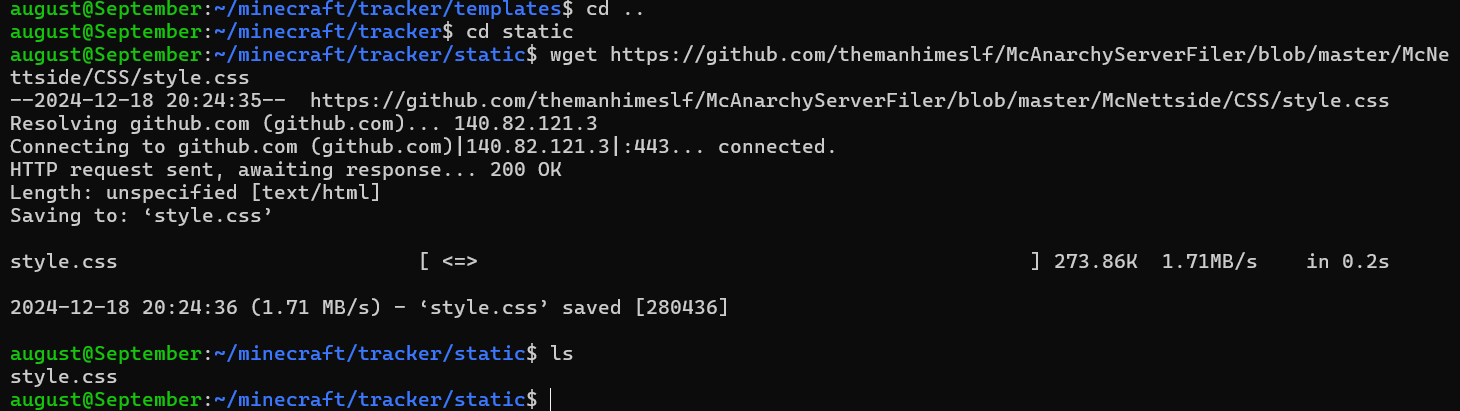 august@September:~/minecraft/tracker/templates$ cd ..
august@September:~/minecraft/tracker$ cd static
august@September:~/minecraft/tracker/static$ wget https://github.com/themanhimeslf/McAnarchyServerFiler/blob/master/McNe
ttside/CSS/style.css
--2024-12-18 20:24:35--  https://github.com/themanhimeslf/McAnarchyServerFiler/blob/master/McNettside/CSS/style.css
Resolving github.com (github.com)... 140.82.121.3
Connecting to github.com (github.com)|140.82.121.3|:443... connected.
HTTP request sent, awaiting response... 200 OK
Length: unspecified [text/html]
Saving to: ‘style.css’
style.css                         [ <=>                                              ] 273.86K  1.71MB/s    in 0.2s
2024-12-18 20:24:36 (1.71 MB/s) - ‘style.css’ saved [280436]
august@September:~/minecraft/tracker/static$ ls
style.css
august@September:~/minecraft/tracker/static$